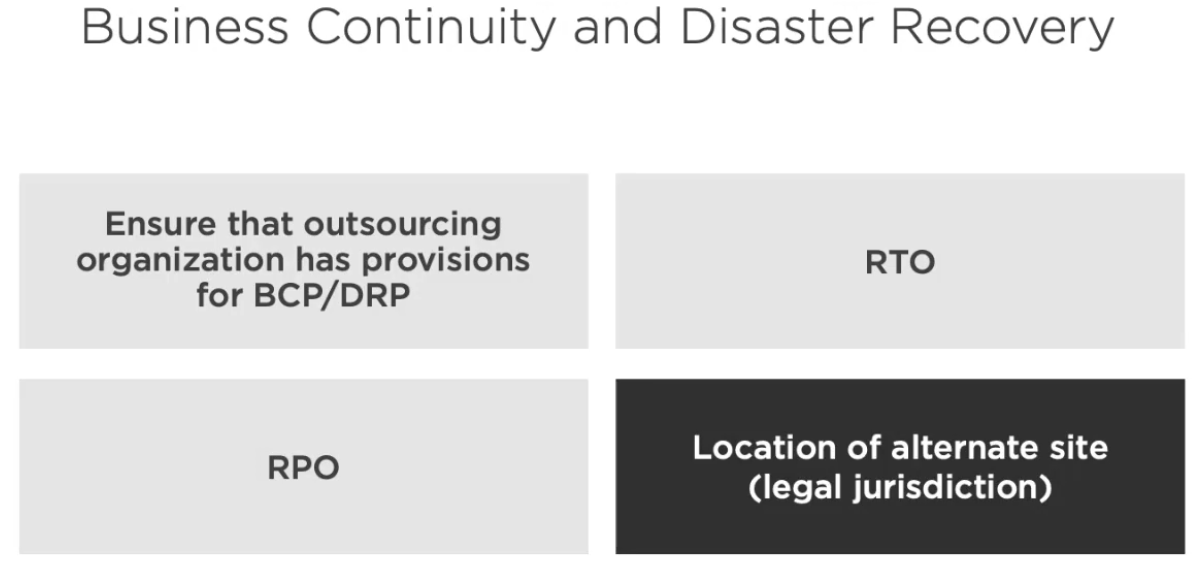 Business Continuity and Disaster Recovery
Ensure that outsourcing
organization has provisions
for BCP/DRP
RTO
RPO
Location of alternate site
(legal jurisdiction)